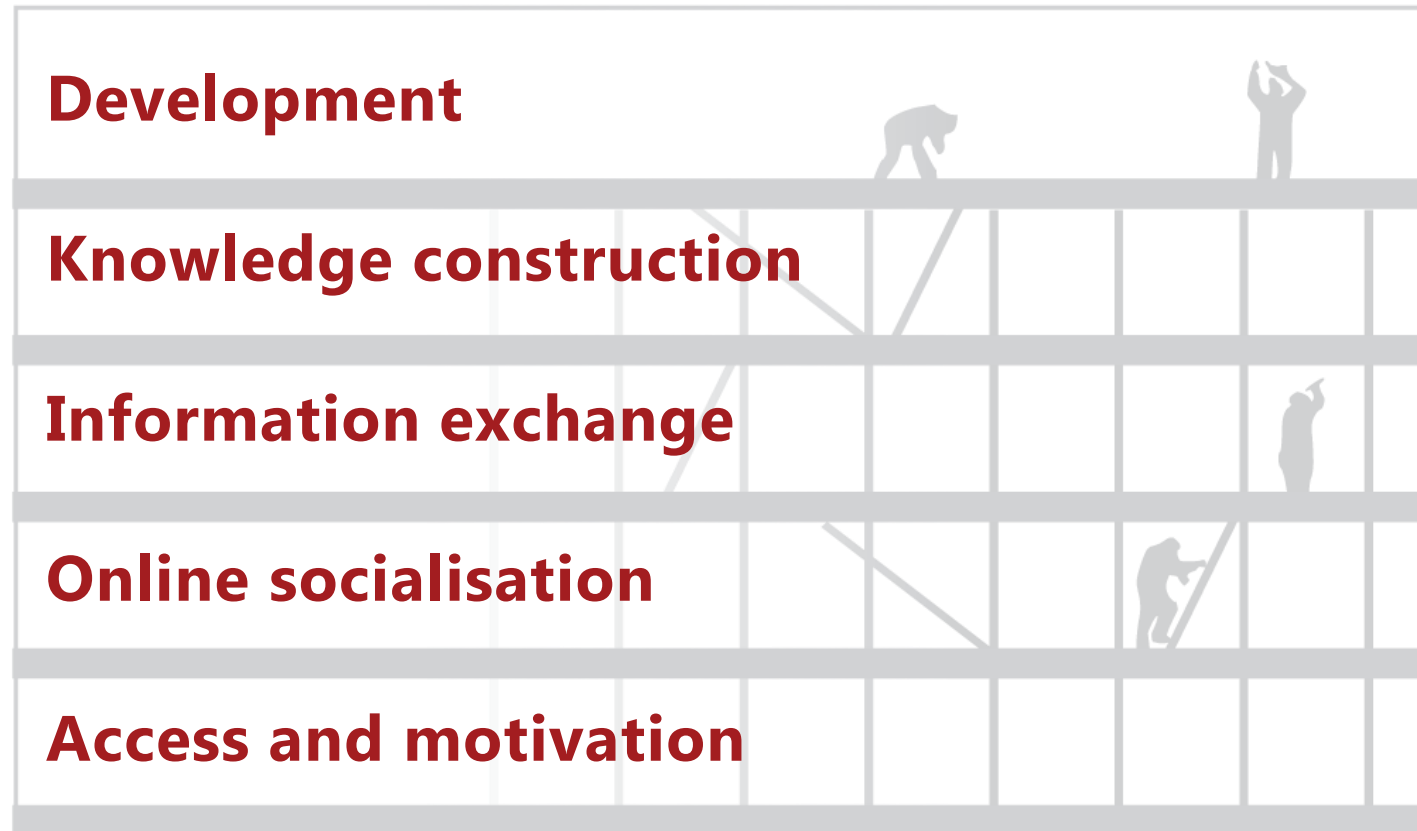 Development
Knowledge construction
Information exchange
Online socialisation
Access and motivation